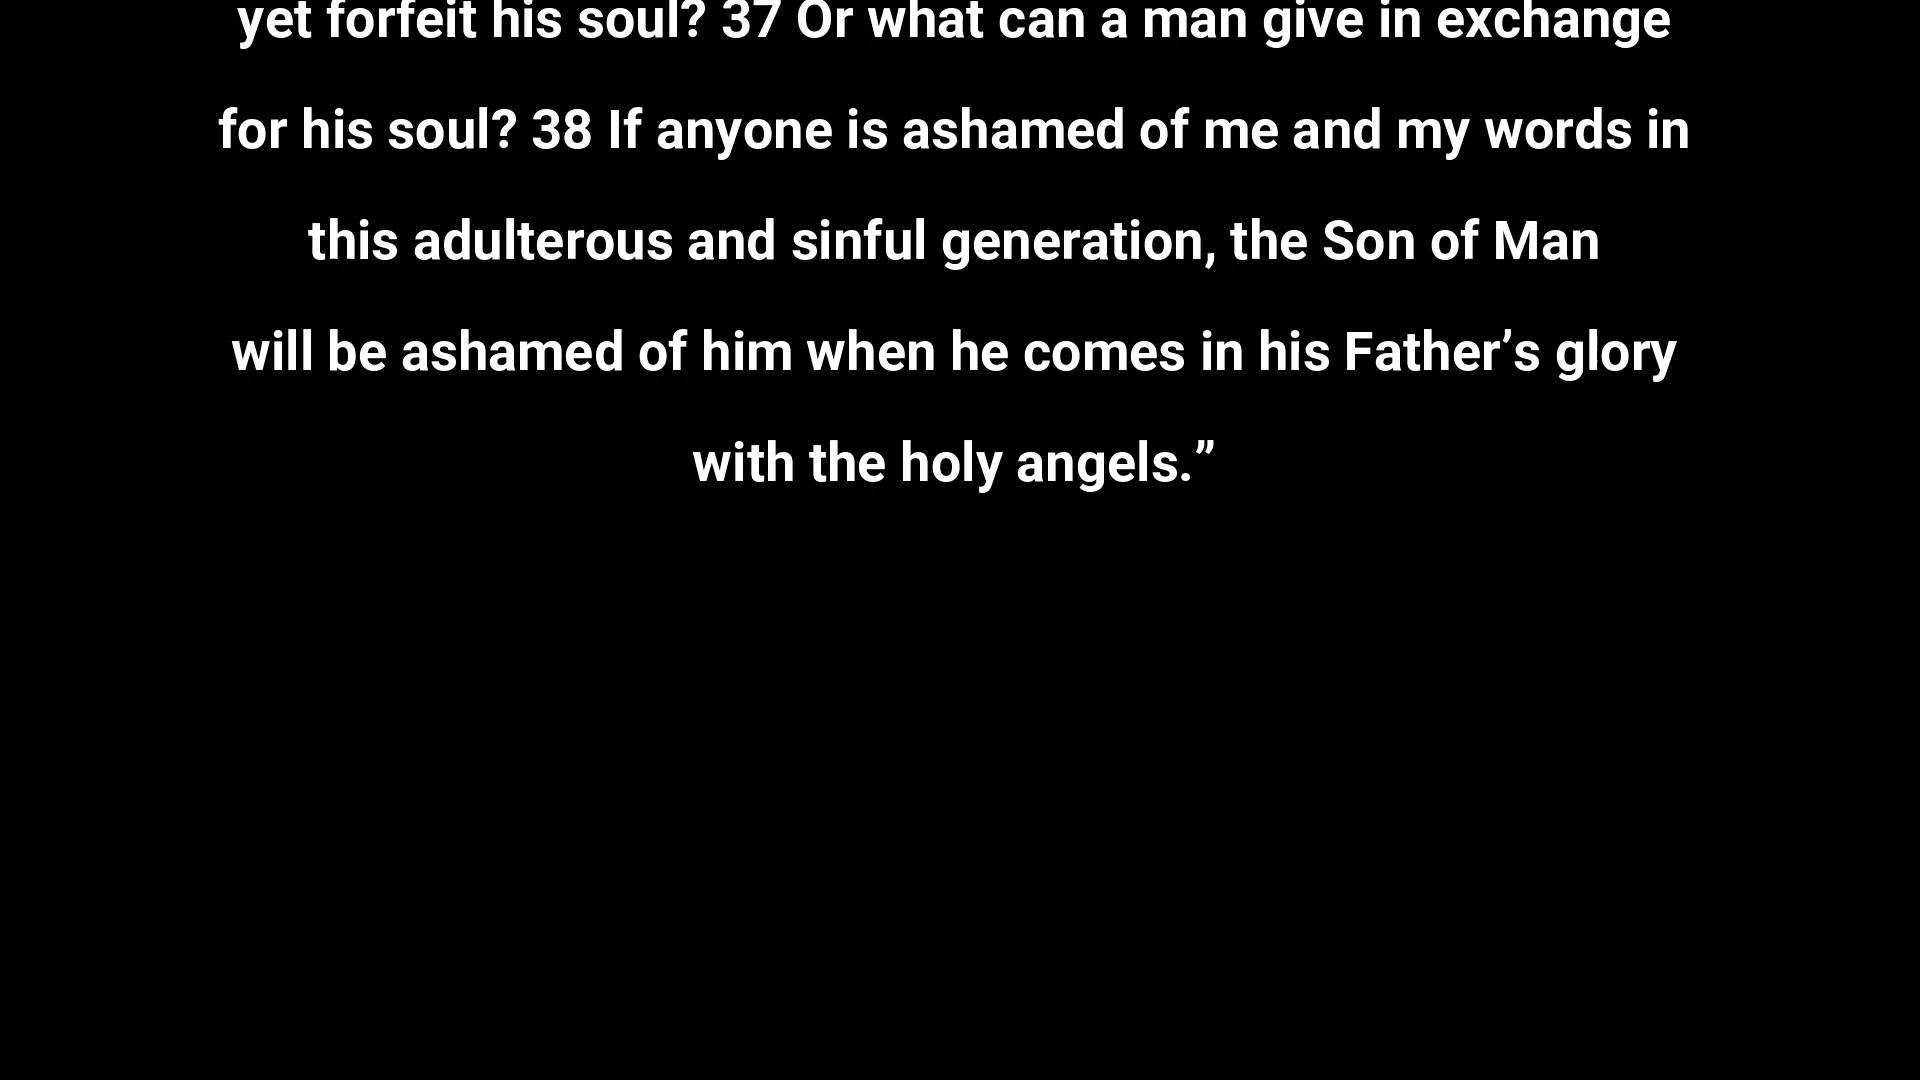 yet forfeit his soul? 37 Or what can a man give in exchange
for his soul? 38 If anyone is ashamed of me and my words in
this adulterous and sinful generation, the Son of Man
will be ashamed of him when he comes in his Father’s glory
with the holy angels.”